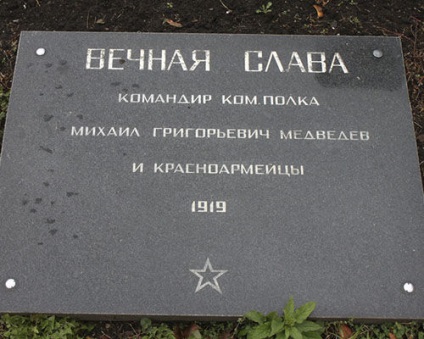 ВЕЧНАЯ СЛАВА
КОМАНДИР КОМ.ПОЛКА
МИХАИЛ ГРИГОРЬЕВИЧ МЕДВЕДЕВ
И КРАСНОАРМЕЙЦЫ
1919